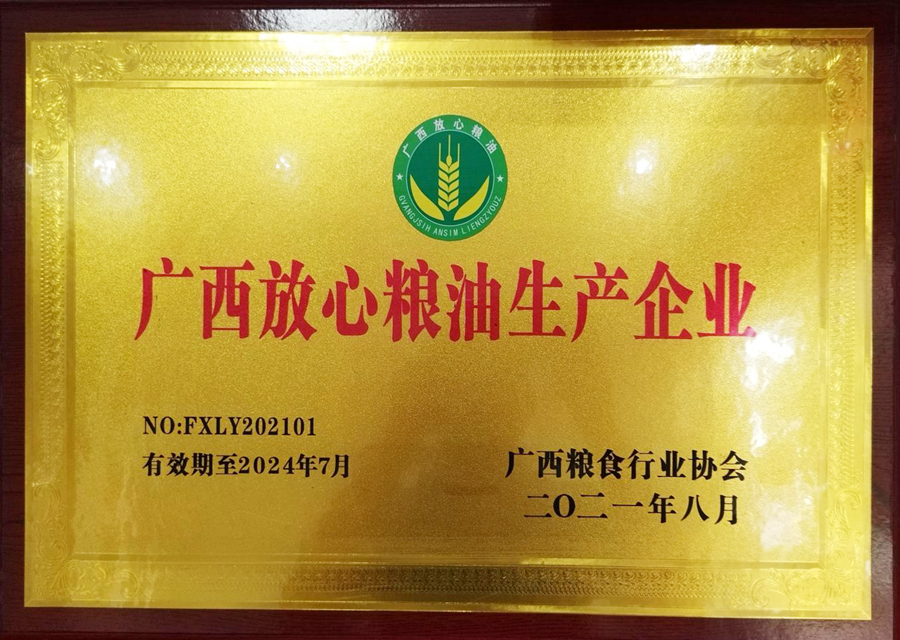 广西放心粮油
GVANGJSIH ANSIM LIENGZYOUZ
广西放心粮油生产企业
NO:FXLY202101
有效期至2024年7月
广西粮食行业协会
二〇二一年八月